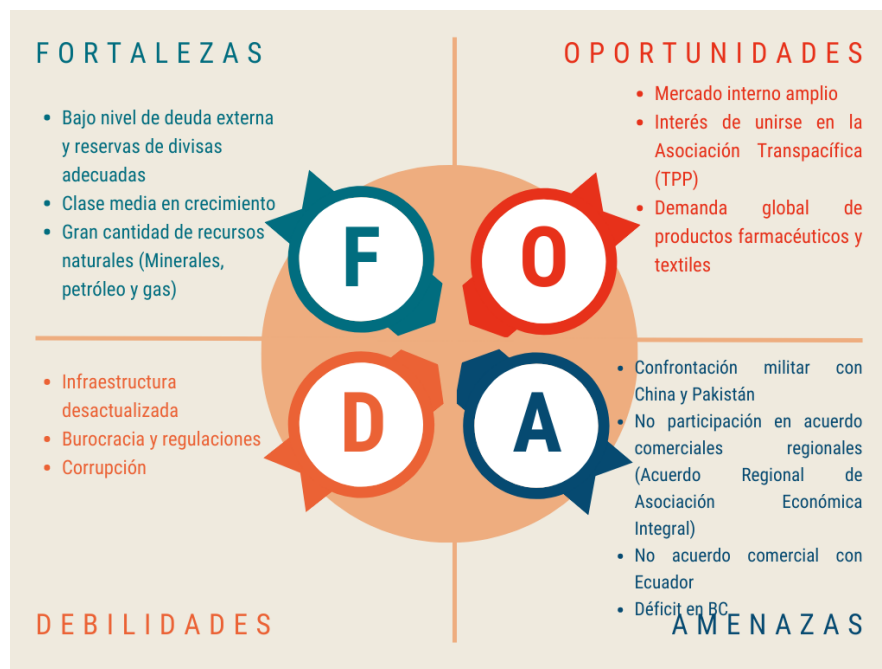 FORTALEZAS
• Bajo nivel de deuda externa
y reservas de divisas
adecuadas
• Clase media en crecimiento
• Gran cantidad de recursos
naturales (Minerales,
petróleo y gas)
OPORTUNIDADES
• Mercado interno amplio
• Interés de unirse en la
Asociación Transpacífica
(TPP)
• Demanda global de
productos farmacéuticos y
textiles
F
O
D
A
• Infraestructura
desactualizada
• Burocracia y regulaciones
• Corrupción
DEBILIDADES
• Confrontación militar con
China y Pakistán
• No participación en acuerdo
comerciales regionales
(Acuerdo Regional de
Asociación Económica
Integral)
• No acuerdo comercial con
Ecuador
• Déficit en BC
AMENAZAS